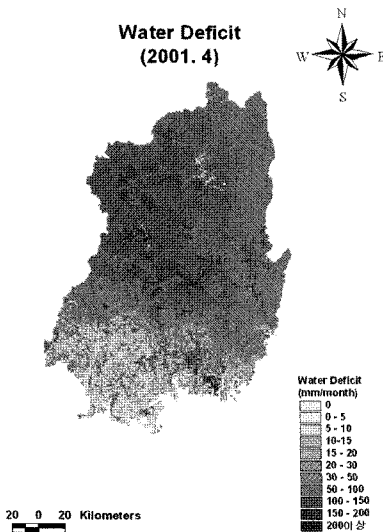 Water Deficit
(2001. 4)
N
W E
S
Water Deficit
(mm/month)
0
0 - 5
5 - 10
10-15
15 - 20
20 - 30
30 - 50
50 - 100
100 - 150
150 - 200
200이상
20 0 20 Kilometers